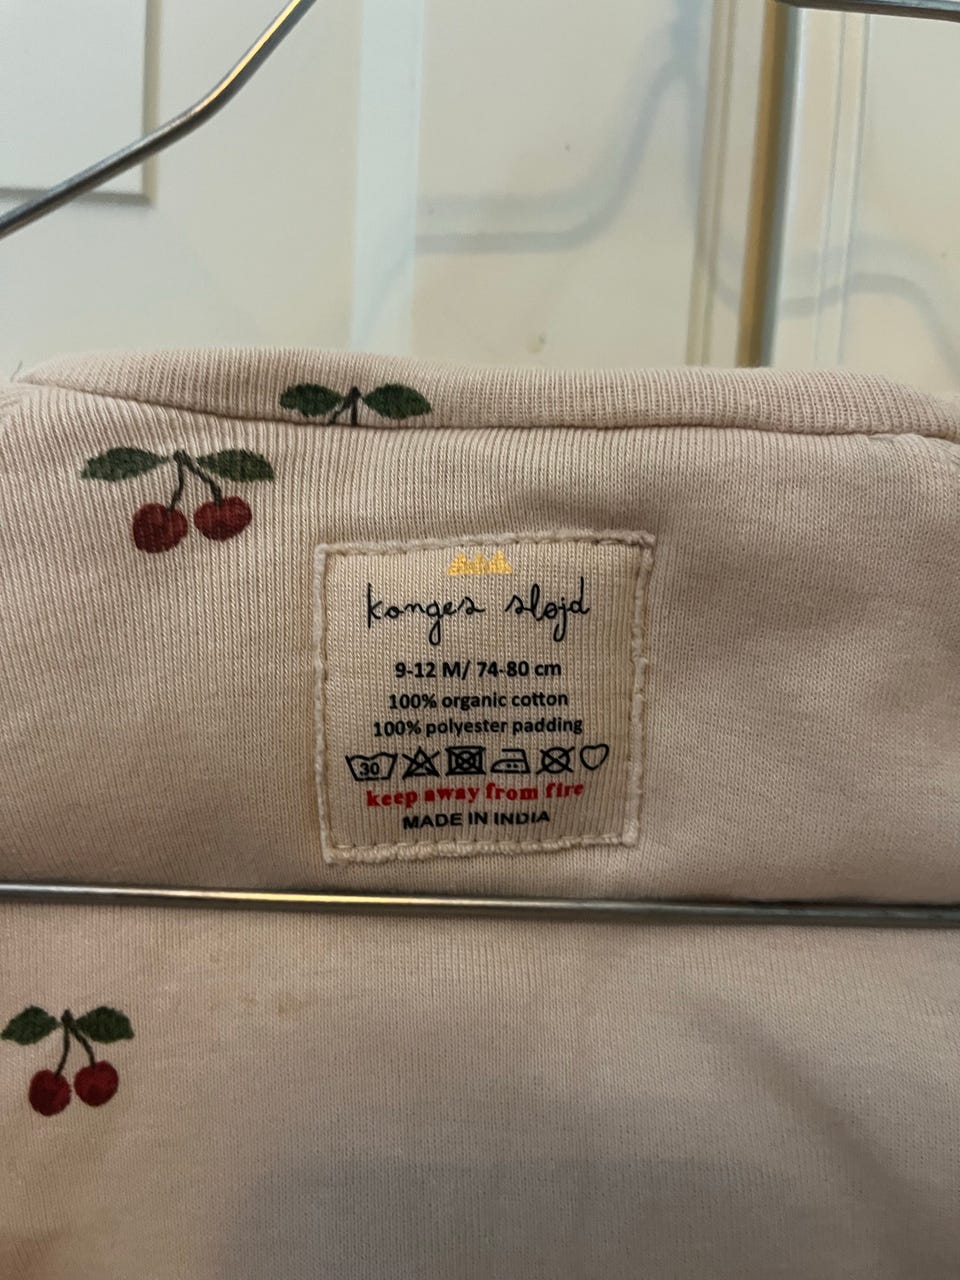 konges sløjd
9-12 M/ 74-80 cm
100% organic cotton
100% polyester padding
30
keep away from fire
MADE IN INDIA